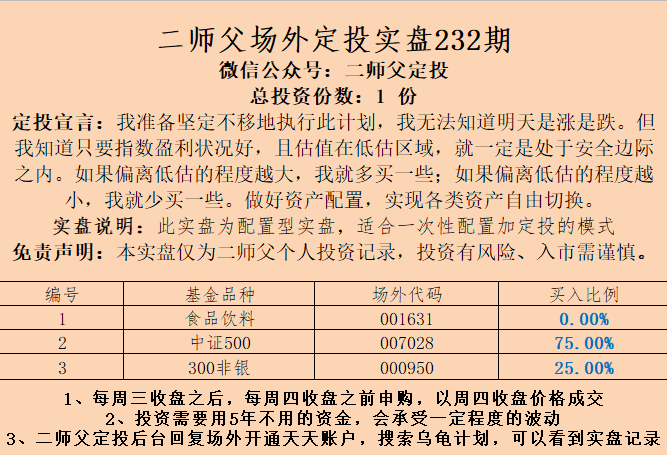 二师父场外定投实盘232期
微信公众号：二师父定投
总投资份数：1 份
定投宣言：我准备坚定不移地执行此计划，我无法知道明天是涨是跌。但
我知道只要指数盈利状况好，且估值在低估区域，就一定是处于安全边际
之内。如果偏离低估的程度越大，我就多买一些；如果偏离低估的程度越
小，我就少买一些。做好资产配置，实现各类资产自由切换。
实盘说明：此实盘为配置型实盘，适合一次性配置加定投的模式
免责声明：本实盘仅为二师父个人投资记录，投资有风险、入市需谨慎。
编号 基金品种 场外代码 买入比例
1 食品饮料 001631 0.00%
2 中证500 007028 75.00%
3 300非银 000950 25.00%
1、每周三收盘之后，每周四收盘之前申购，以周四收盘价格成交
2、投资需要用5年不用的资金，会承受一定程度的波动
3、二师父定投后台回复场外开通天天账户，搜索乌龟计划，可以看到实盘记录